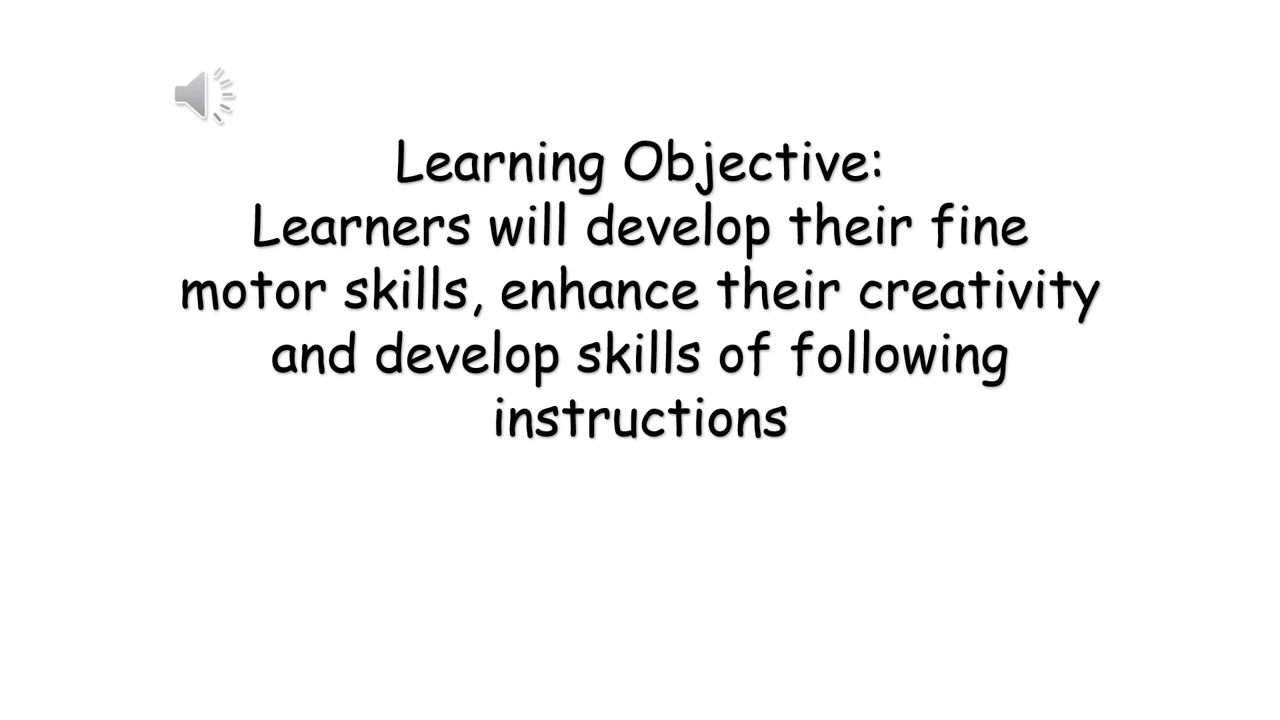 Learning Objective:
Learners will develop their fine
motor skills, enhance their creativity
and develop skills of following
instructions